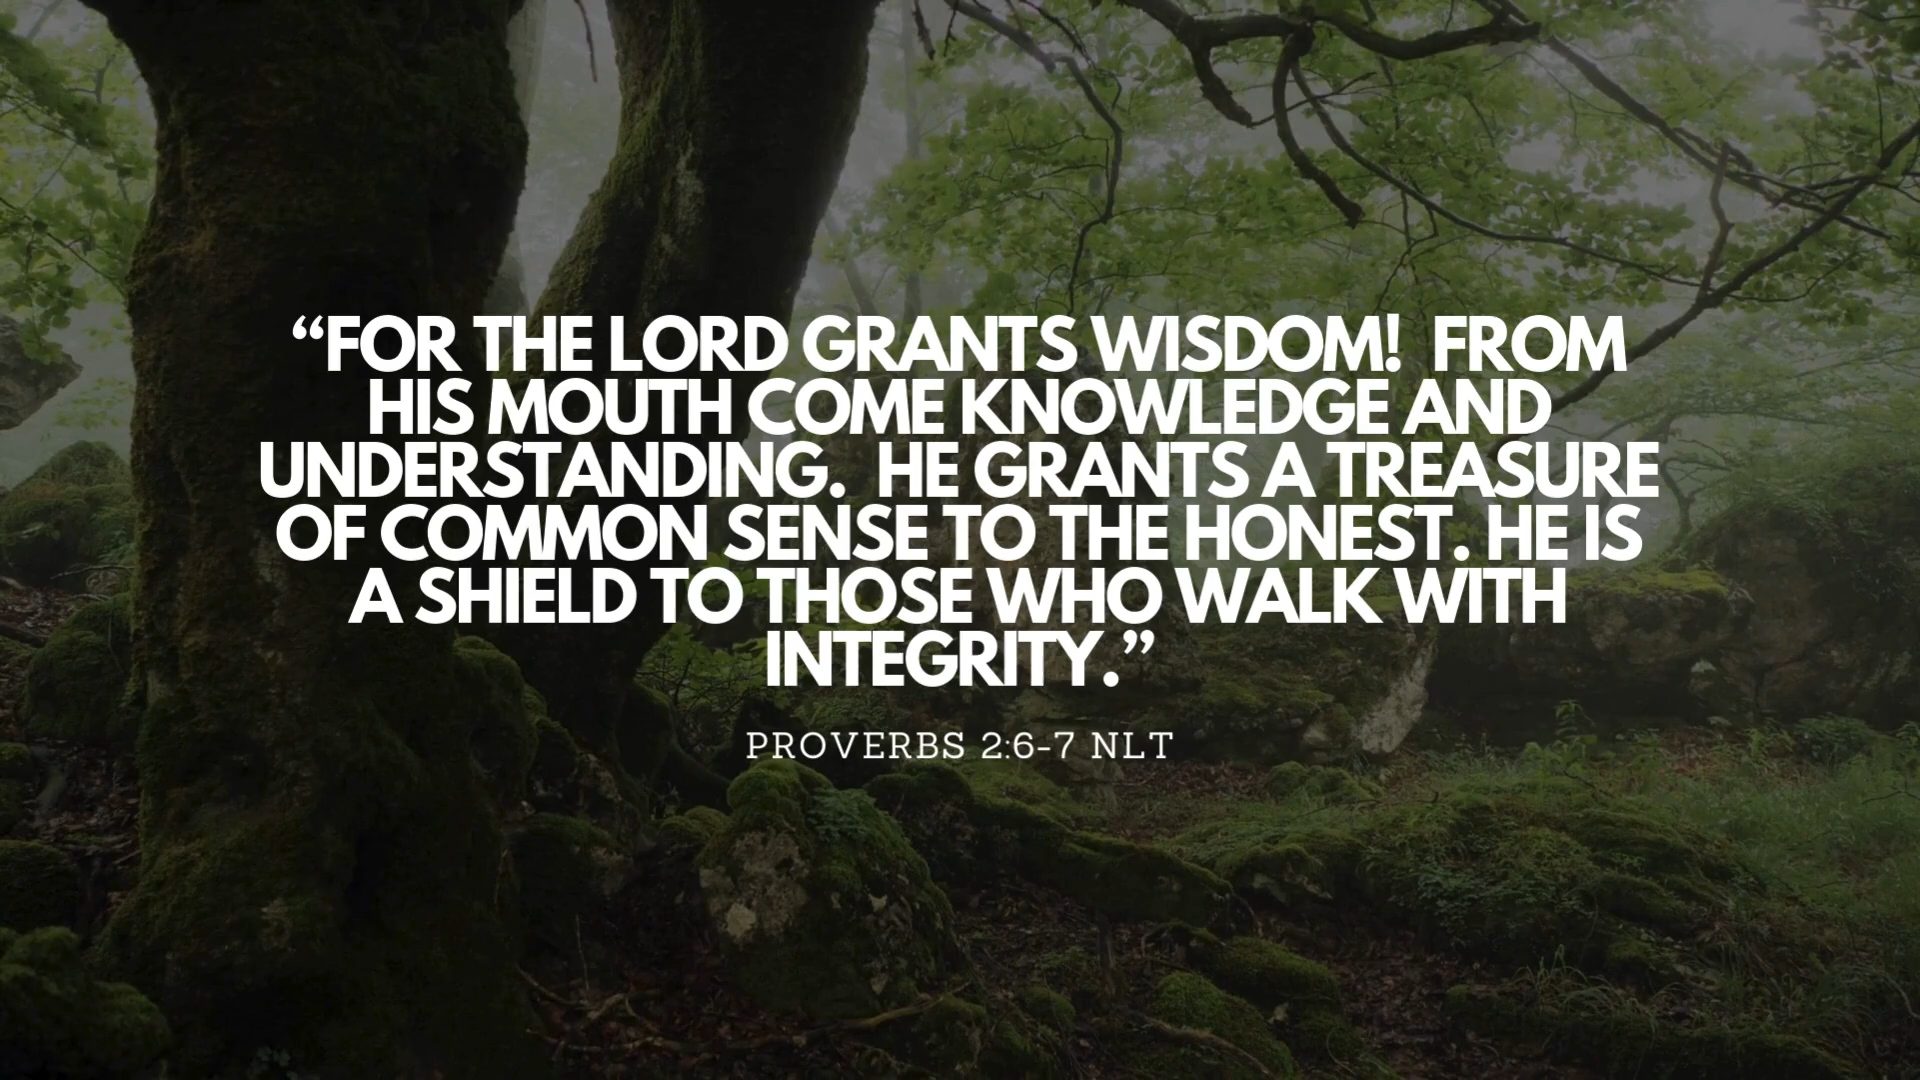 “FOR THE LORD GRANTS WISDOM!  FROM
HIS MOUTH COME KNOWLEDGE AND
UNDERSTANDING.  HE GRANTS A TREASURE
OF COMMON SENSE TO THE HONEST. HE IS
A SHIELD TO THOSE WHO WALK WITH
INTEGRITY.”
PROVERBS 2:6-7 NLT